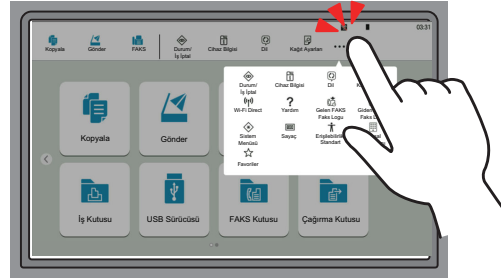 03:31
Kopyala
Gönder
FAKS
Durum/
İş İptal
Cihaz Bilgisi
Dil
Kağıt Ayarları
Durum/
İş İptal
Cihaz Bilgisi
Dil
Wi-Fi Direct
Yardım
Gelen FAKS
Faks Logu
Sistem
Menüsü
Sayaç
Erişilebilirlik
Standart
Favoriler
Kopyala
Gönder
İş Kutusu
USB Sürücüsü
FAKS Kutusu
Çağırma Kutusu